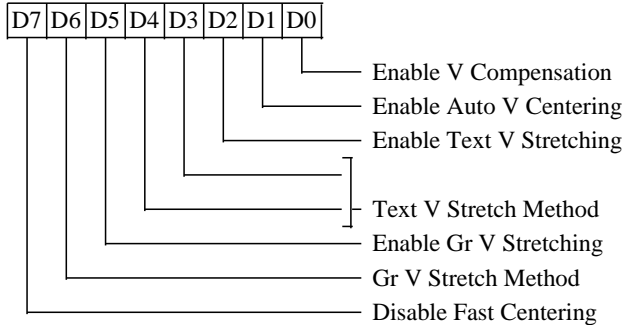 D7 D6 D5 D4 D3 D2 D1 D0
Enable V Compensation
Enable Auto V Centering
Enable Text V Stretching
Text V Stretch Method
Enable Gr V Stretching
Gr V Stretch Method
Disable Fast Centering